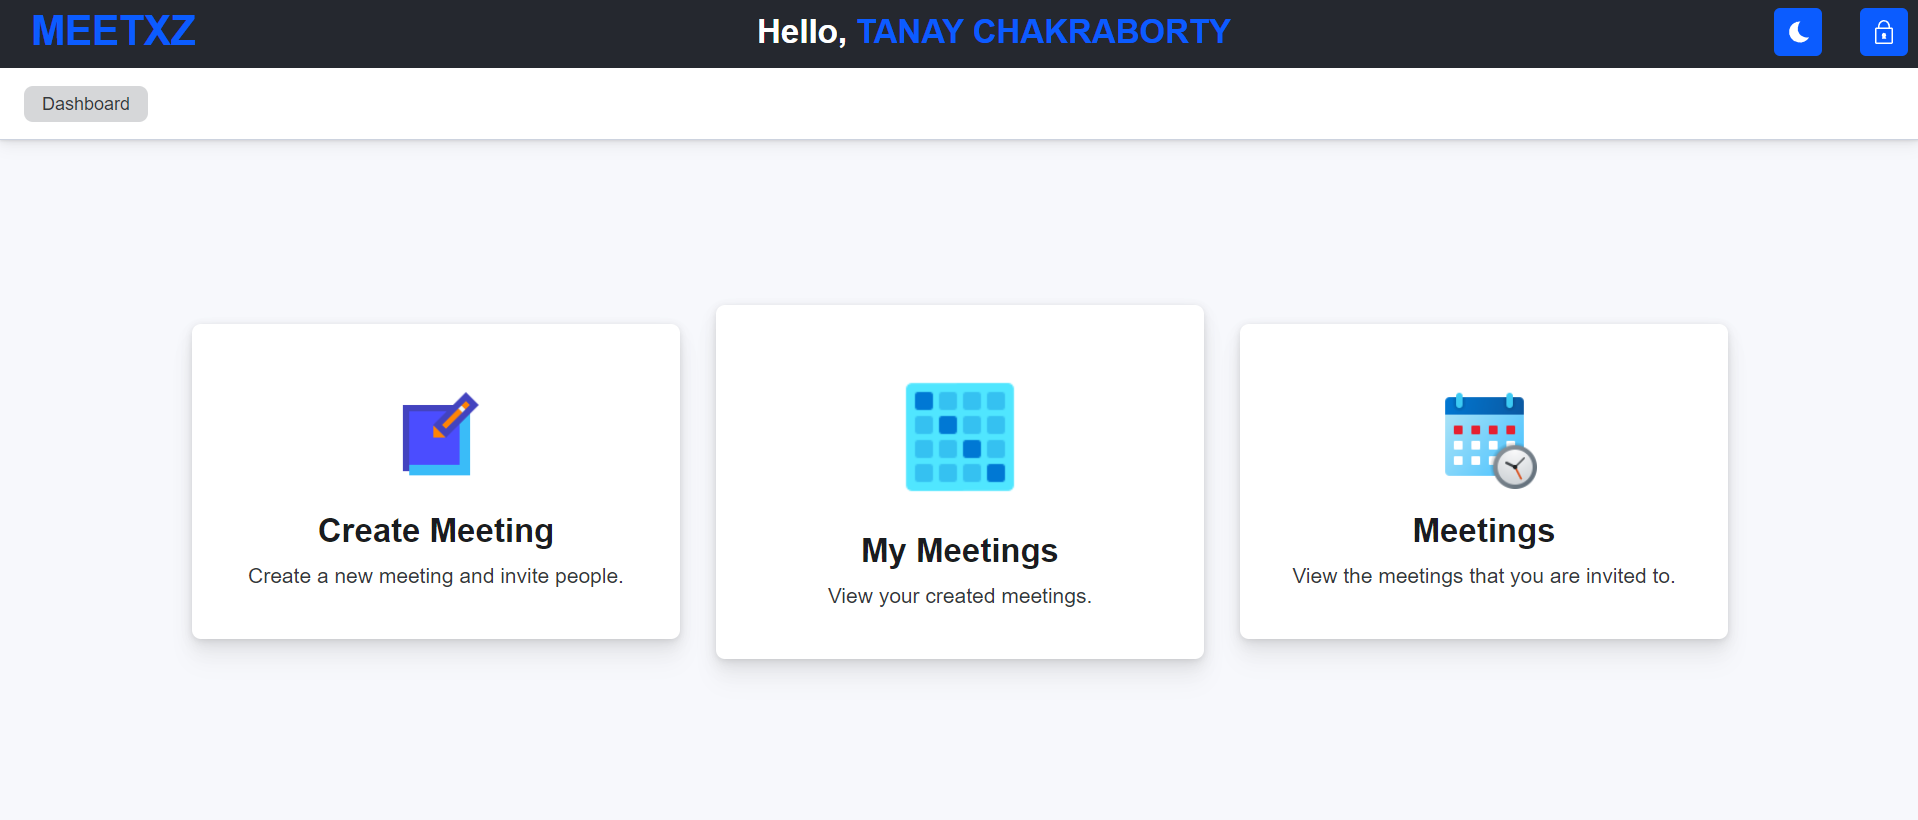 MEETXZ
Hello, TANAY CHAKRABORTY
Dashboard
Create Meeting
Create a new meeting and invite people.
My Meetings
View your created meetings.
Meetings
View the meetings that you are invited to.